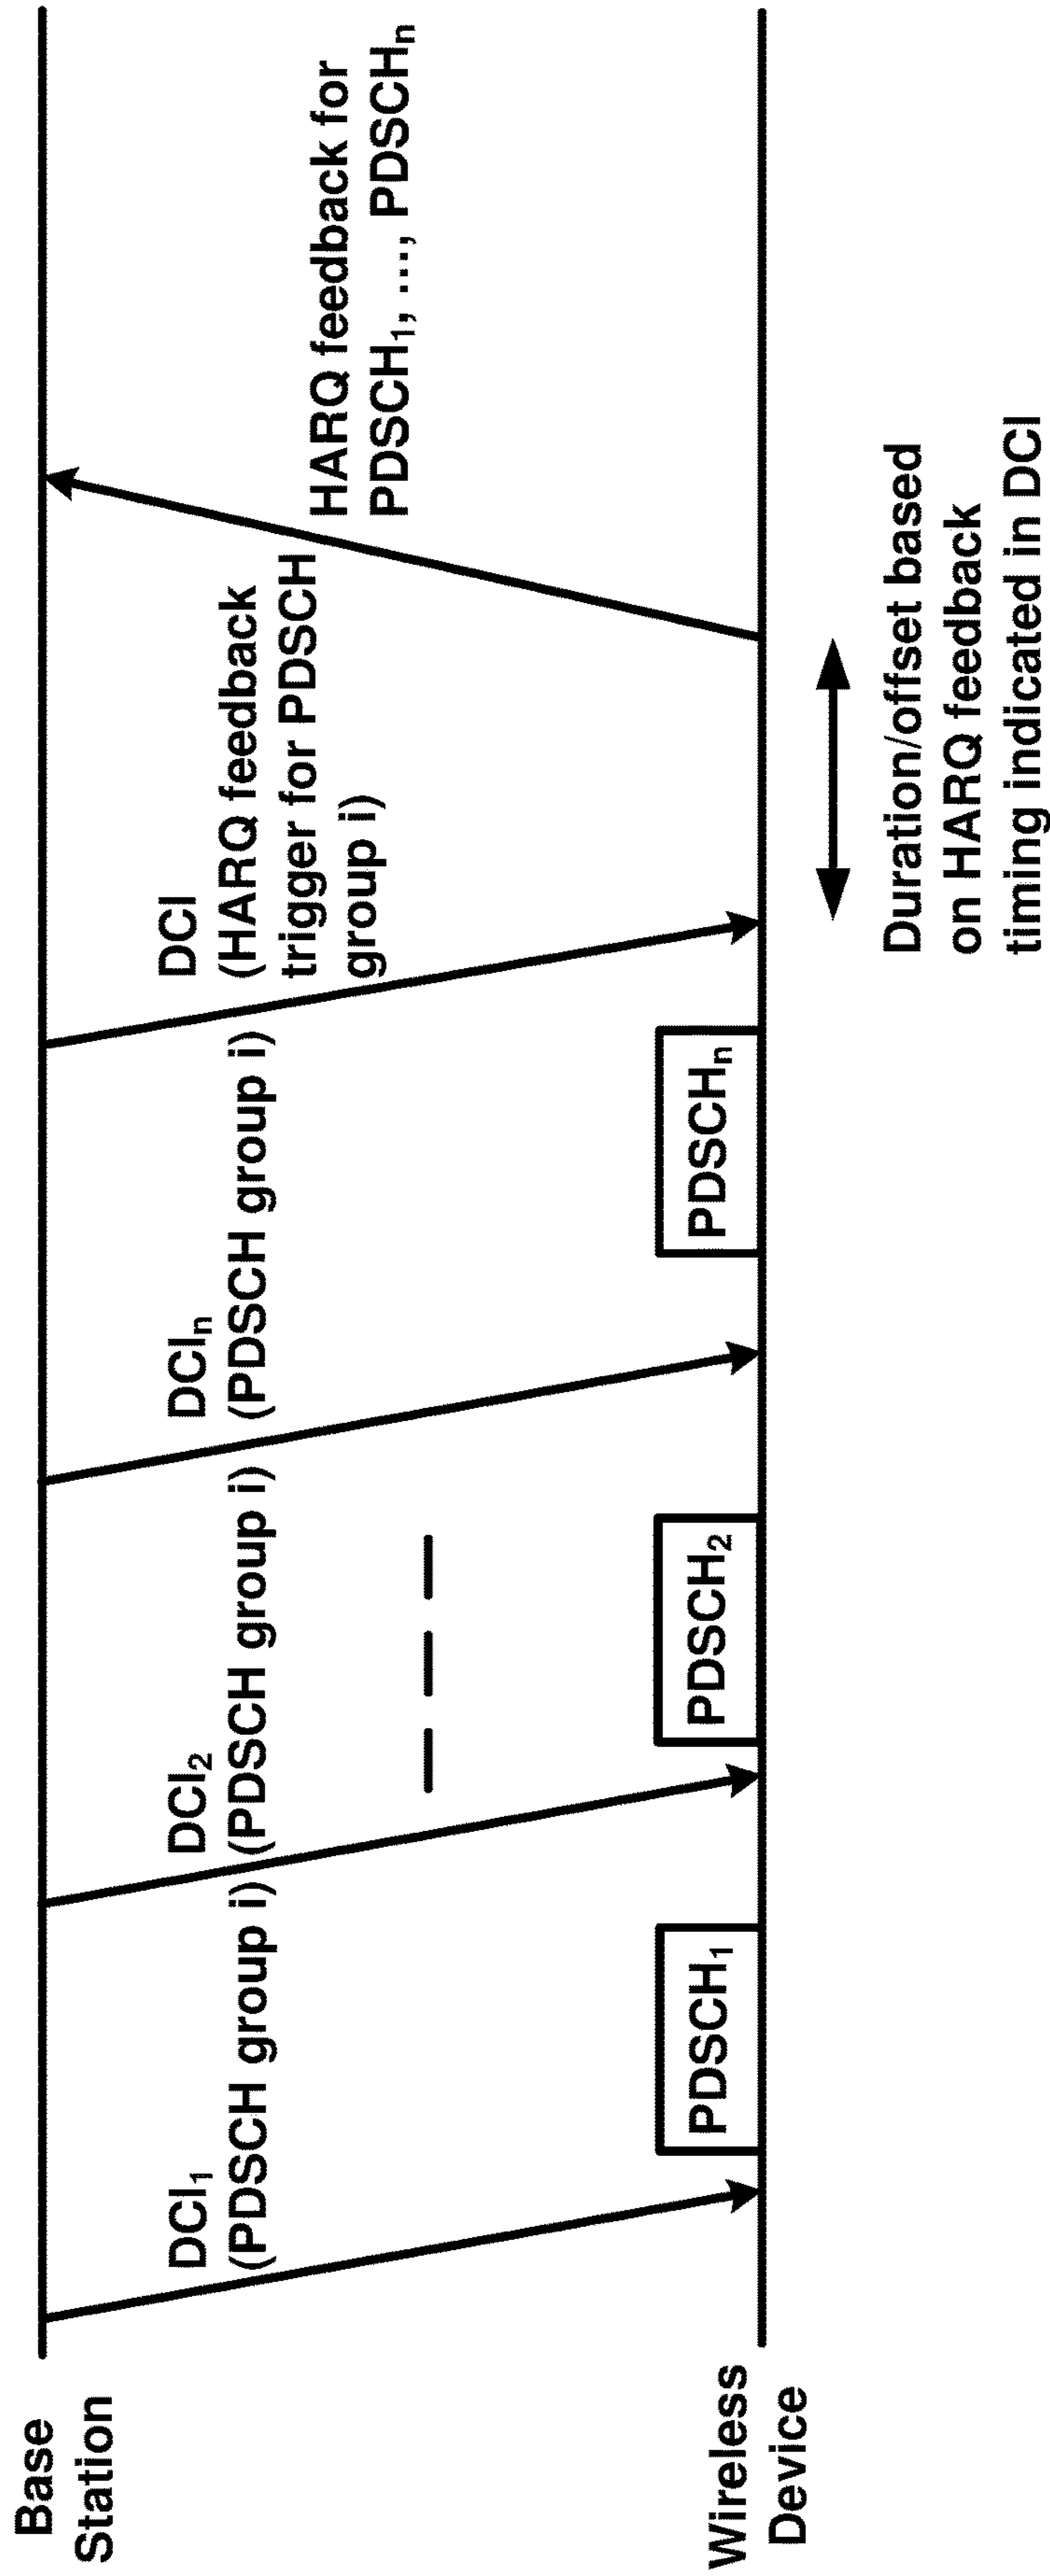 Base
Station
DCI₁
(PDSCH group i)
DCI₂
(PDSCH group i)
DCIₙ
(PDSCH group i)
DCI
(HARQ feedback
trigger for PDSCH
group i)
HARQ feedback for
PDSCH₁, ..., PDSCHₙ
Wireless
Device
PDSCH₁
PDSCH₂
PDSCHₙ
Duration/offset based
on HARQ feedback
timing indicated in DCI